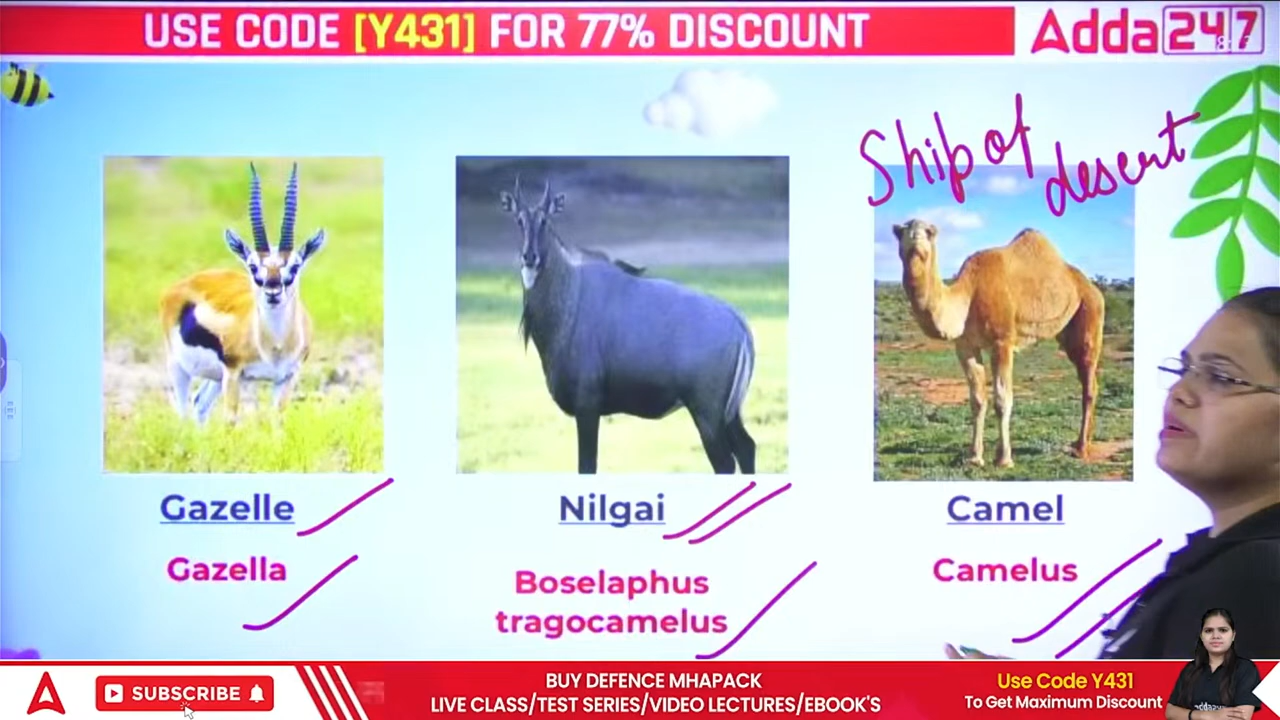 USE CODE [Y431] FOR 77% DISCOUNT
Adda247
Ship of
desert
Gazelle
Nilgai
Camel
Gazella
Boselaphus
tragocamelus
Camelus
SUBSCRIBE
BUY DEFENCE MHAPACK
LIVE CLASS/TEST SERIES/VIDEO LECTURES/EBOOK'S
Use Code Y431
To Get Maximum Discount